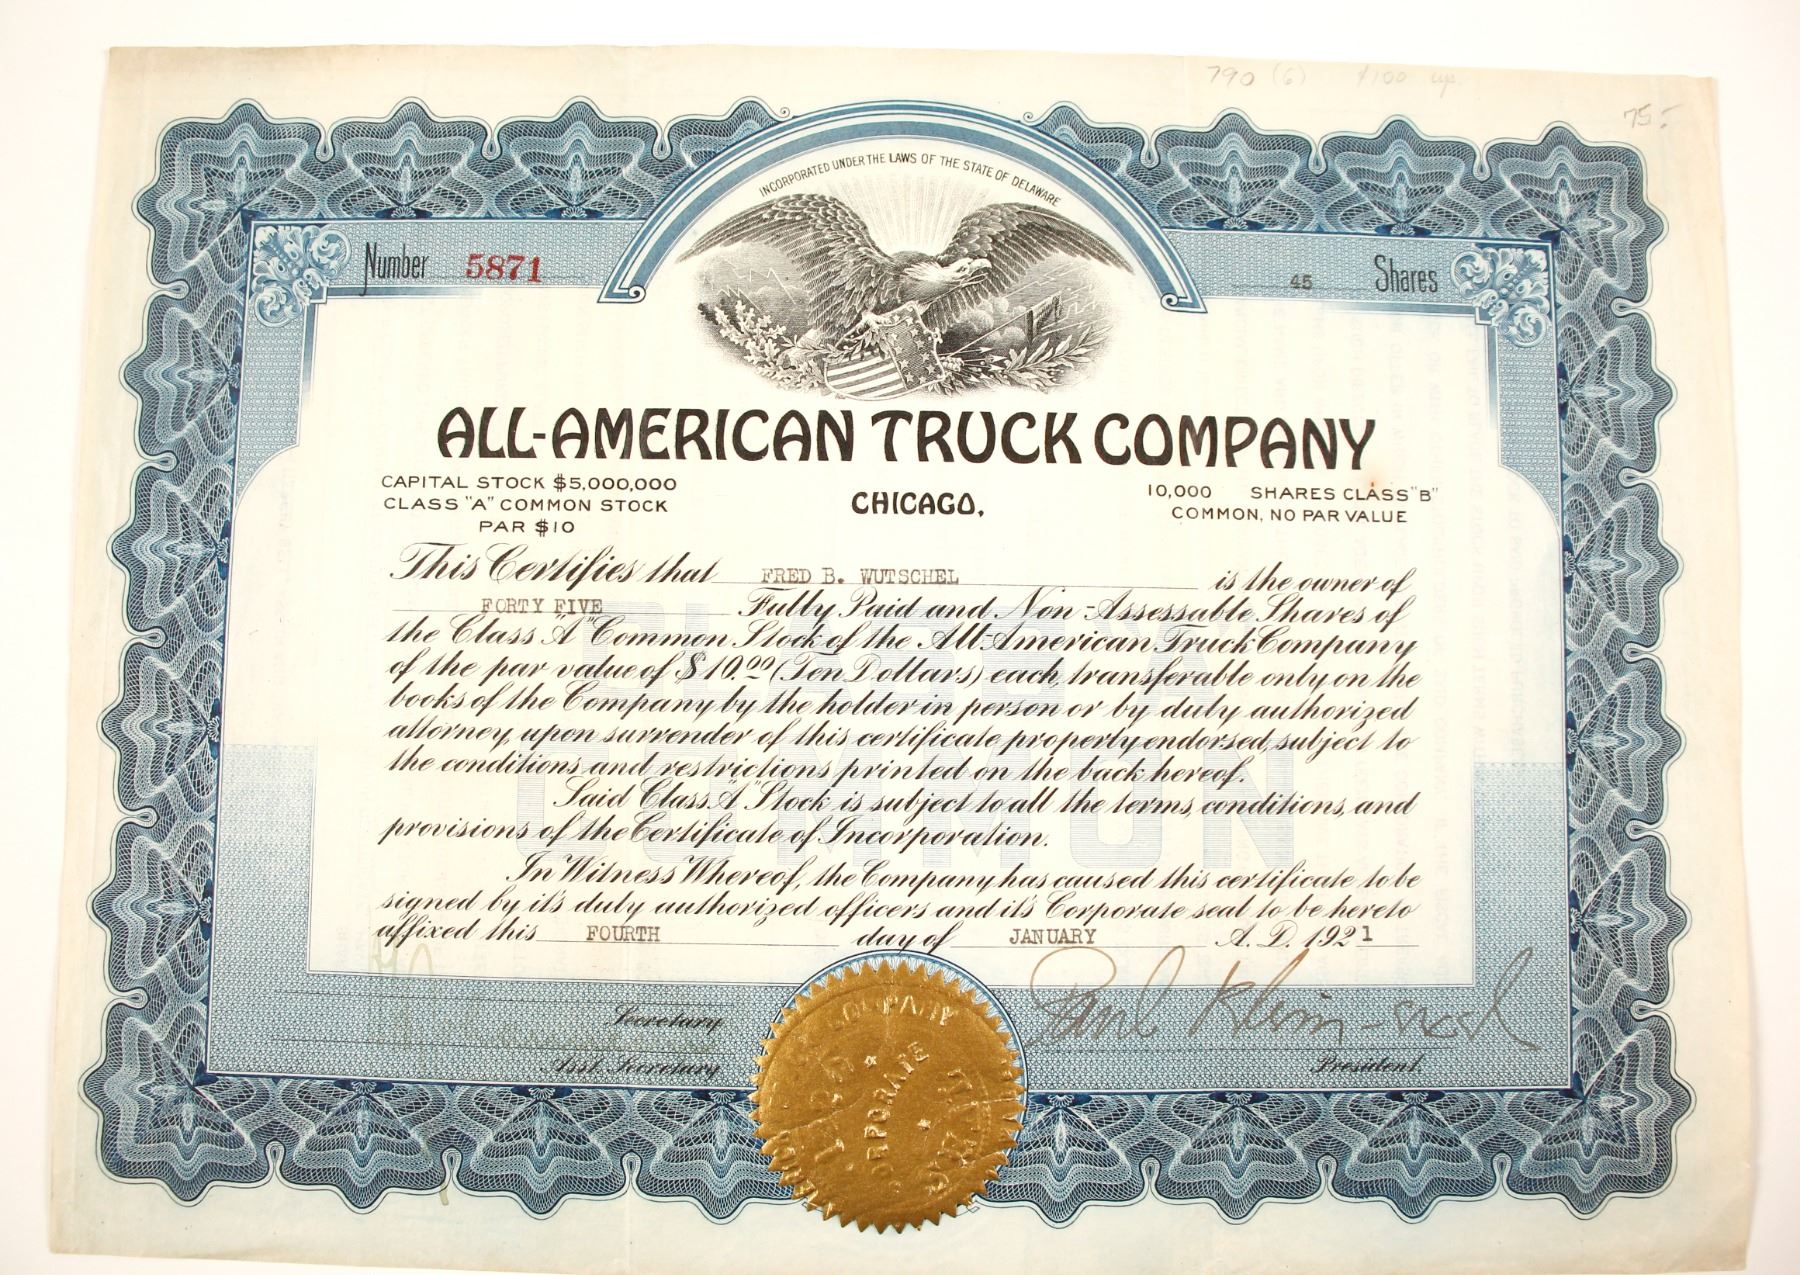 790 (6) $100 up
75.-
INCORPORATED UNDER THE LAWS OF THE STATE OF DELAWARE
Number 5871
45 Shares
ALL-AMERICAN TRUCK COMPANY
CAPITAL STOCK $5,000,000
CLASS "A" COMMON STOCK
PAR $10
CHICAGO,
10,000 SHARES CLASS "B"
COMMON, NO PAR VALUE
This Certifies that FRED B. WUTSCHEL is the owner of
FORTY FIVE Fully Paid and Non-Assessable Shares of
the Class "A" Common Stock of the All-American Truck Company
of the par value of $10.00 (Ten Dollars) each, transferable only on the
books of the Company by the holder in person or by duly authorized
attorney, upon surrender of this certificate properly endorsed, subject to
the conditions and restrictions printed on the back hereof.
Said Class "A" Stock is subject to all the terms, conditions, and
provisions of the Certificate of Incorporation.
In Witness Whereof, the Company has caused this certificate to be
signed by it's duly authorized officers and it's Corporate seal to be hereto
affixed this FOURTH day of JANUARY A. D. 1921
CLASS A
COMMON
Secretary
Asst. Secretary
COMPANY
CORPORATE
President.